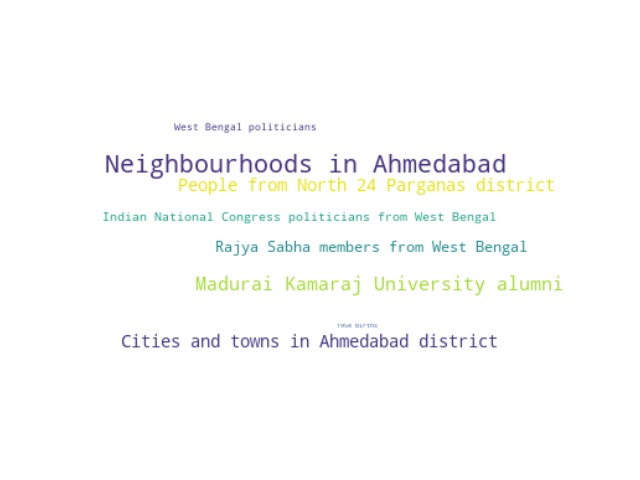 West Bengal politicians
Neighbourhoods in Ahmedabad
People from North 24 Parganas district
Indian National Congress politicians from West Bengal
Rajya Sabha members from West Bengal
Madurai Kamaraj University alumni
births
Cities and towns in Ahmedabad district